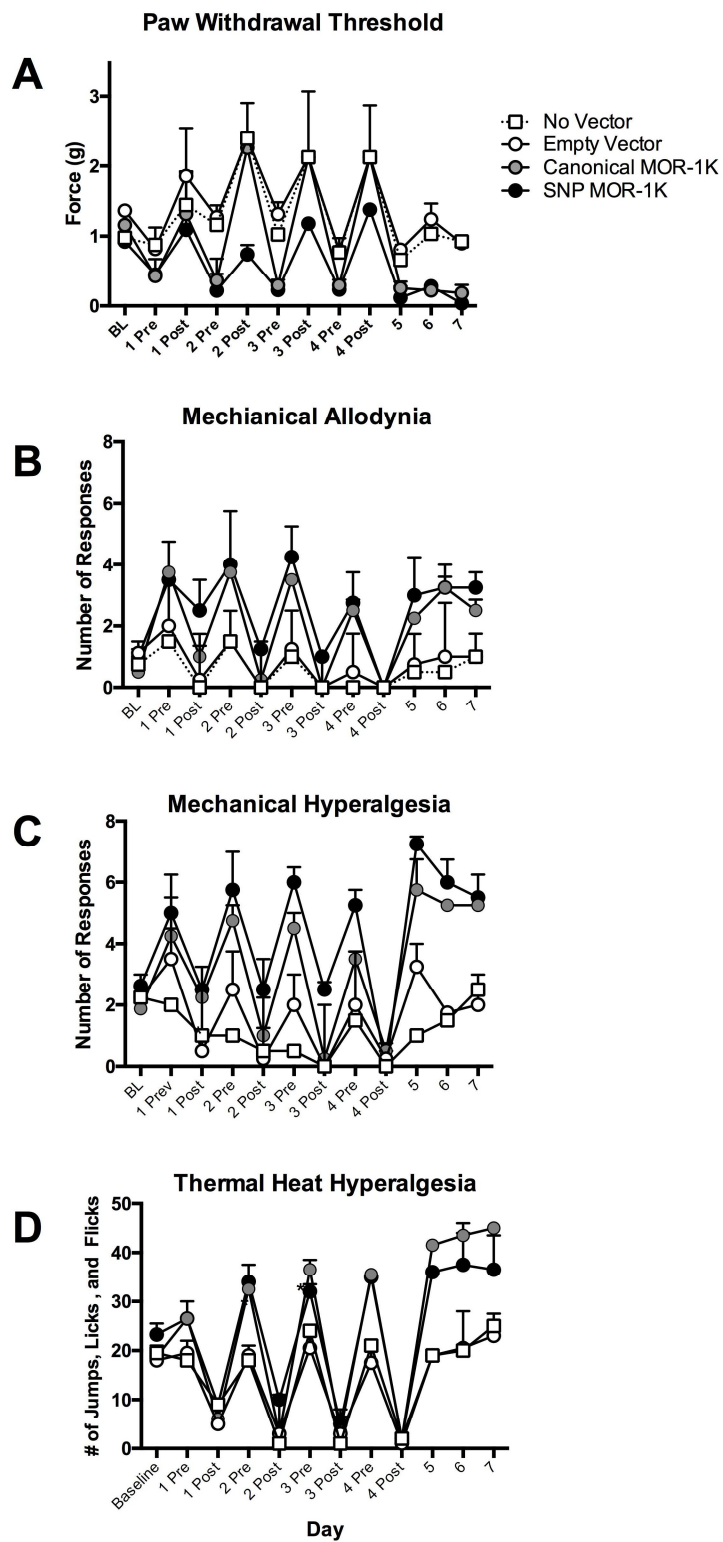 Paw Withdrawal Threshold
A
Force (g)
3
2
1
0
BL
1 Pre
1 Post
2 Pre
2 Post
3 Pre
3 Post
4 Pre
4 Post
5
6
7
No Vector
Empty Vector
Canonical MOR-1K
SNP MOR-1K
Mechianical Allodynia
B
Number of Responses
8
6
4
2
0
BL
1 Pre
1 Post
2 Pre
2 Post
3 Pre
3 Post
4 Pre
4 Post
5
6
7
Mechanical Hyperalgesia
C
Number of Responses
8
6
4
2
0
BL
1 Prev
1 Post
2 Pre
2 Post
3 Pre
3 Post
4 Pre
4 Post
5
6
7
Thermal Heat Hyperalgesia
D
# of Jumps, Licks , and Flicks
50
40
30
20
10
0
*
Baseline
1 Pre
1 Post
2 Pre
2 Post
3 Pre
3 Post
4 Pre
4 Post
5
6
7
Day